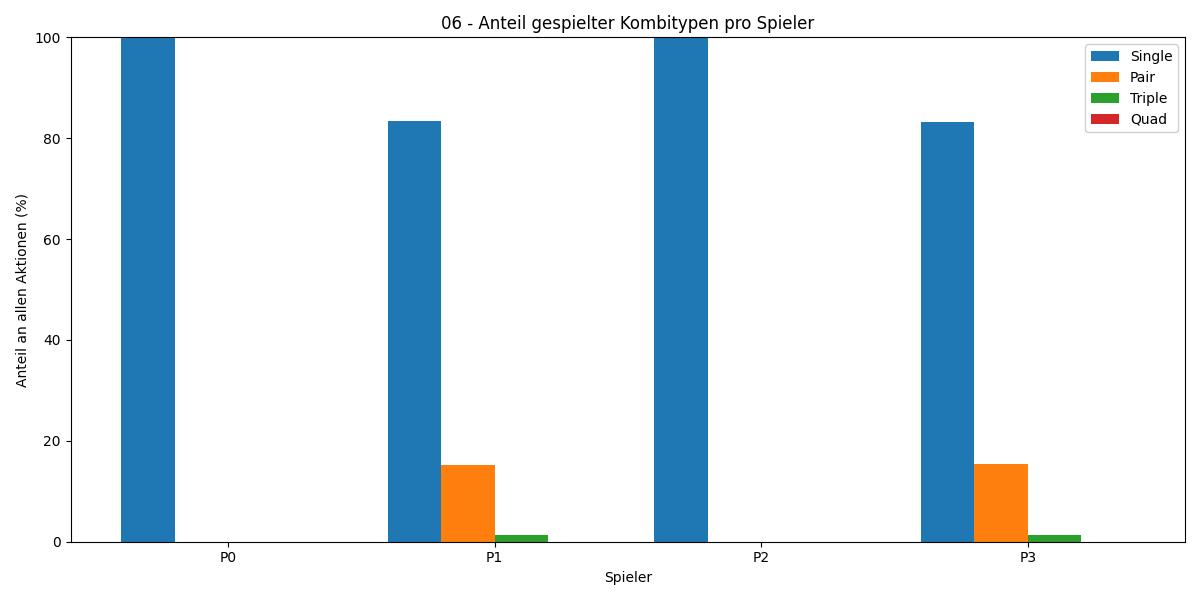 06 - Anteil gespielter Kombitypen pro Spieler
Anteil an allen Aktionen (%)
100
80
60
40
20
0
Single
Pair
Triple
Quad
P0
P1
P2
P3
Spieler